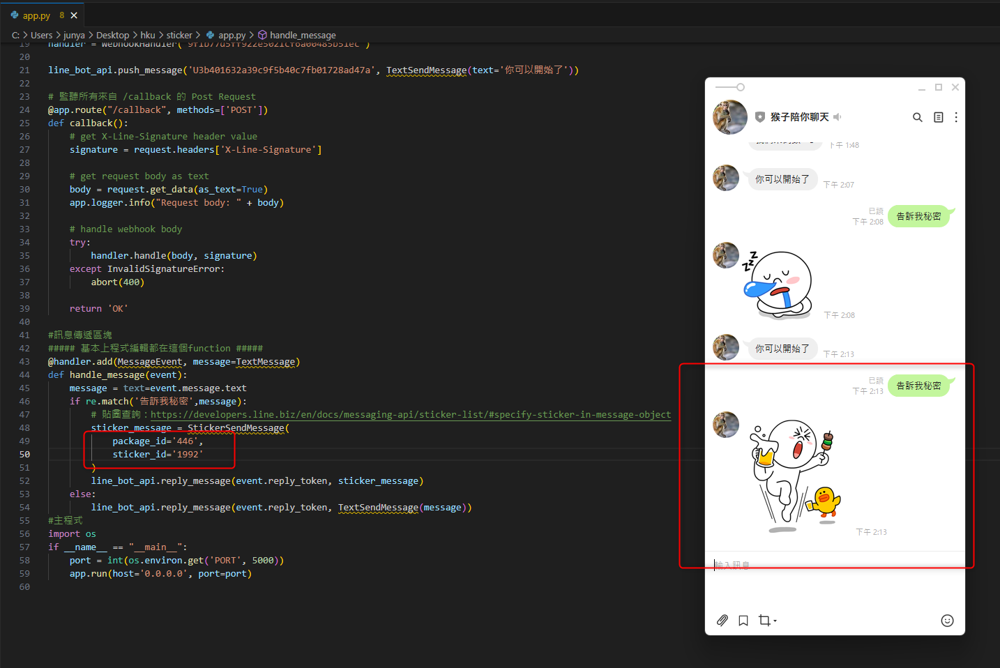 app.py 8
C: > Users > junya > Desktop > hku > sticker > app.py > handle_message
20
21 line_bot_api.push_message('U3b401632a39c9f5b40c7fb01728ad47a', TextSendMessage(text='你可以開始了'))
22
23 # 監聽所有來自 /callback 的 Post Request
24 @app.route("/callback", methods=['POST'])
25 def callback():
26 # get X-Line-Signature header value
27 signature = request.headers['X-Line-Signature']
28
29 # get request body as text
30 body = request.get_data(as_text=True)
31 app.logger.info("Request body: " + body)
32
33 # handle webhook body
34 try:
35 handler.handle(body, signature)
36 except InvalidSignatureError:
37 abort(400)
38
39 return 'OK'
40
41 #訊息傳遞區塊
42 ##### 基本上程式編輯都在這個function #####
43 @handler.add(MessageEvent, message=TextMessage)
44 def handle_message(event):
45 message = text=event.message.text
46 if re.match('告訴我秘密',message):
47 # 貼圖查詢：https://developers.line.biz/en/docs/messaging-api/sticker-list/#specify-sticker-in-message-object
48 sticker_message = StickerSendMessage(
49 package_id='446',
50 sticker_id='1992'
51 )
52 line_bot_api.reply_message(event.reply_token, sticker_message)
53 else:
54 line_bot_api.reply_message(event.reply_token, TextSendMessage(message))
55 #主程式
56 import os
57 if __name__ == "__main__":
58 port = int(os.environ.get('PORT', 5000))
59 app.run(host='0.0.0.0', port=port)
60
猴子陪你聊天
下午 1:48
你可以開始了
下午 2:07
已讀
下午 2:08
告訴我秘密
zzz
下午 2:08
你可以開始了
下午 2:13
已讀
下午 2:13
告訴我秘密
下午 2:13
輸入訊息